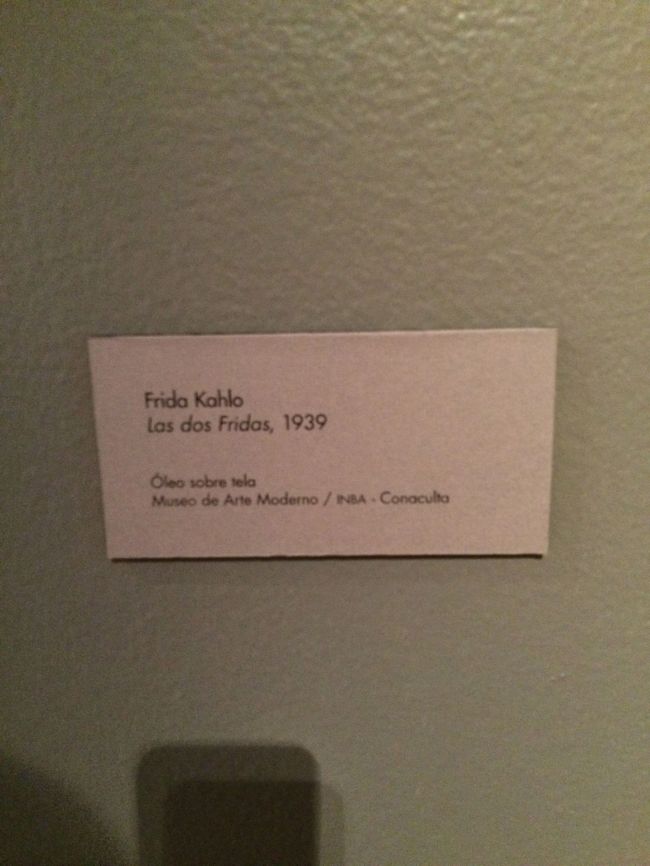 Frida Kahlo
Las dos Fridas, 1939
Óleo sobre tela
Museo de Arte Moderno / INBA - Conaculta